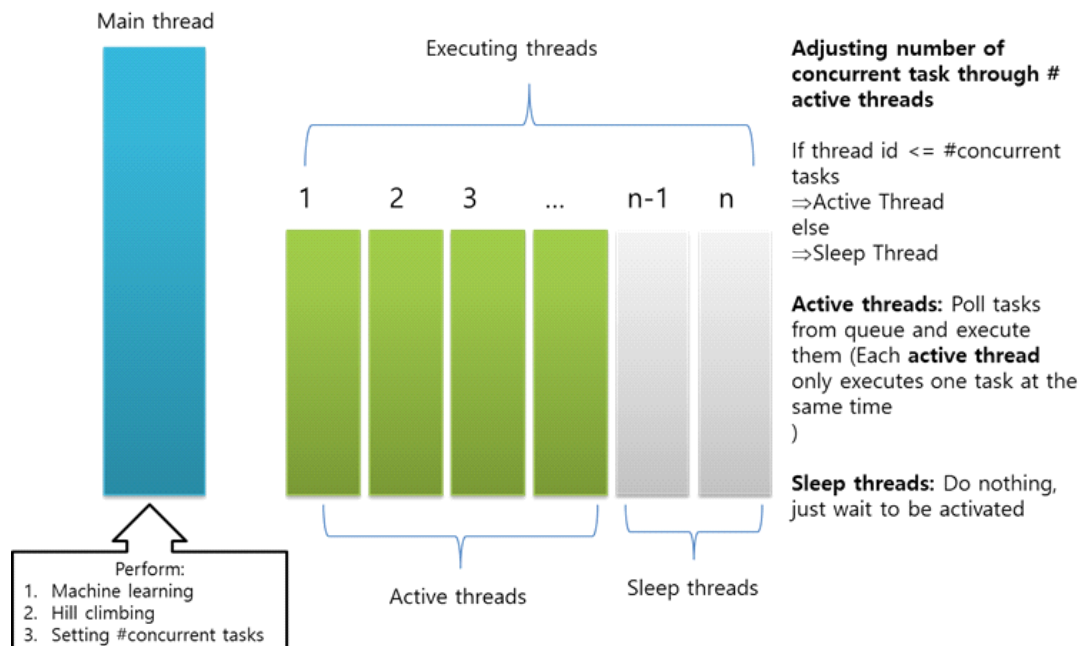 Main thread
Executing threads
1 2 3 ... n-1 n
Active threads
Sleep threads
Perform:
1. Machine learning
2. Hill climbing
3. Setting #concurrent tasks
Adjusting number of
concurrent task through #
active threads
If thread id <= #concurrent
tasks
⇒Active Thread
else
⇒Sleep Thread
Active threads: Poll tasks
from queue and execute
them (Each active thread
only executes one task at the
same time
)
Sleep threads: Do nothing,
just wait to be activated